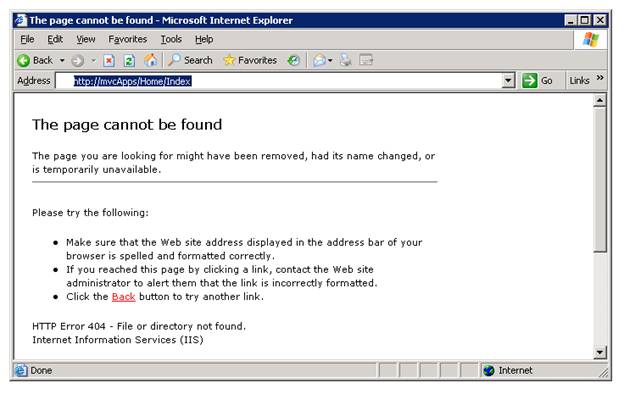 The page cannot be found - Microsoft Internet Explorer
File Edit View Favorites Tools Help
Back Search Favorites
Address http://mvcApps/Home/Index Go Links »
The page cannot be found
The page you are looking for might have been removed, had its name changed, or
is temporarily unavailable.
Please try the following:
• Make sure that the Web site address displayed in the address bar of your
browser is spelled and formatted correctly.
• If you reached this page by clicking a link, contact the Web site
administrator to alert them that the link is incorrectly formatted.
• Click the Back button to try another link.
HTTP Error 404 - File or directory not found.
Internet Information Services (IIS)
Done Internet